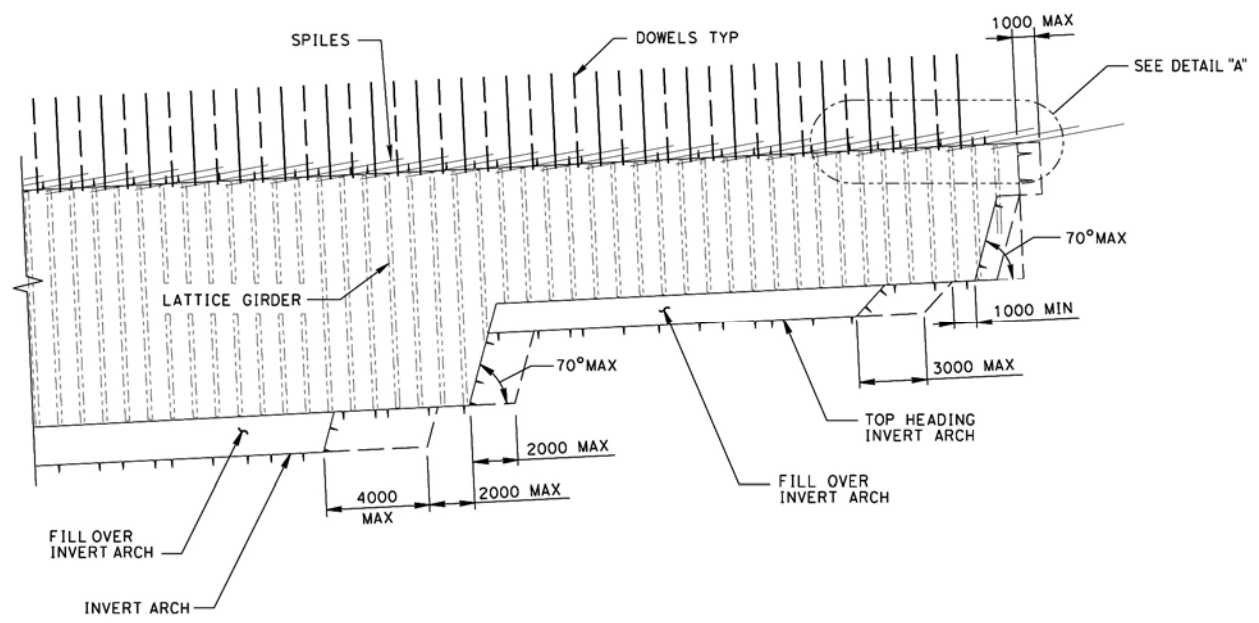 1000 MAX
SPILES
DOWELS TYP
SEE DETAIL "A"
70°MAX
LATTICE GIRDER
1000 MIN
70°MAX
3000 MAX
TOP HEADING
INVERT ARCH
2000 MAX
FILL OVER
INVERT ARCH
4000
MAX
2000 MAX
FILL OVER
INVERT ARCH
INVERT ARCH